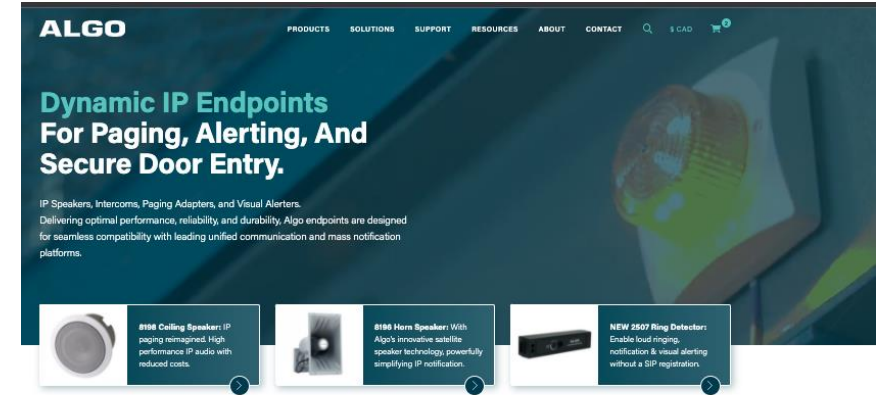 ALGO
PRODUCTS SOLUTIONS SUPPORT RESOURCES ABOUT CONTACT $ CAD 0
Dynamic IP Endpoints
For Paging, Alerting, And
Secure Door Entry.
IP Speakers, Intercoms, Paging Adapters, and Visual Alerters.
Delivering optimal performance, reliability, and durability, Algo endpoints are designed
for seamless compatibility with leading unified communication and mass notification
platforms.
8198 Ceiling Speaker: IP
paging reimagined. High
performance IP audio with
reduced costs.
8196 Horn Speaker: With
Algo's innovative satellite
speaker technology, powerfully
simplifying IP notification.
NEW 2507 Ring Detector:
Enable loud ringing,
notification & visual alerting
without a SIP registration.